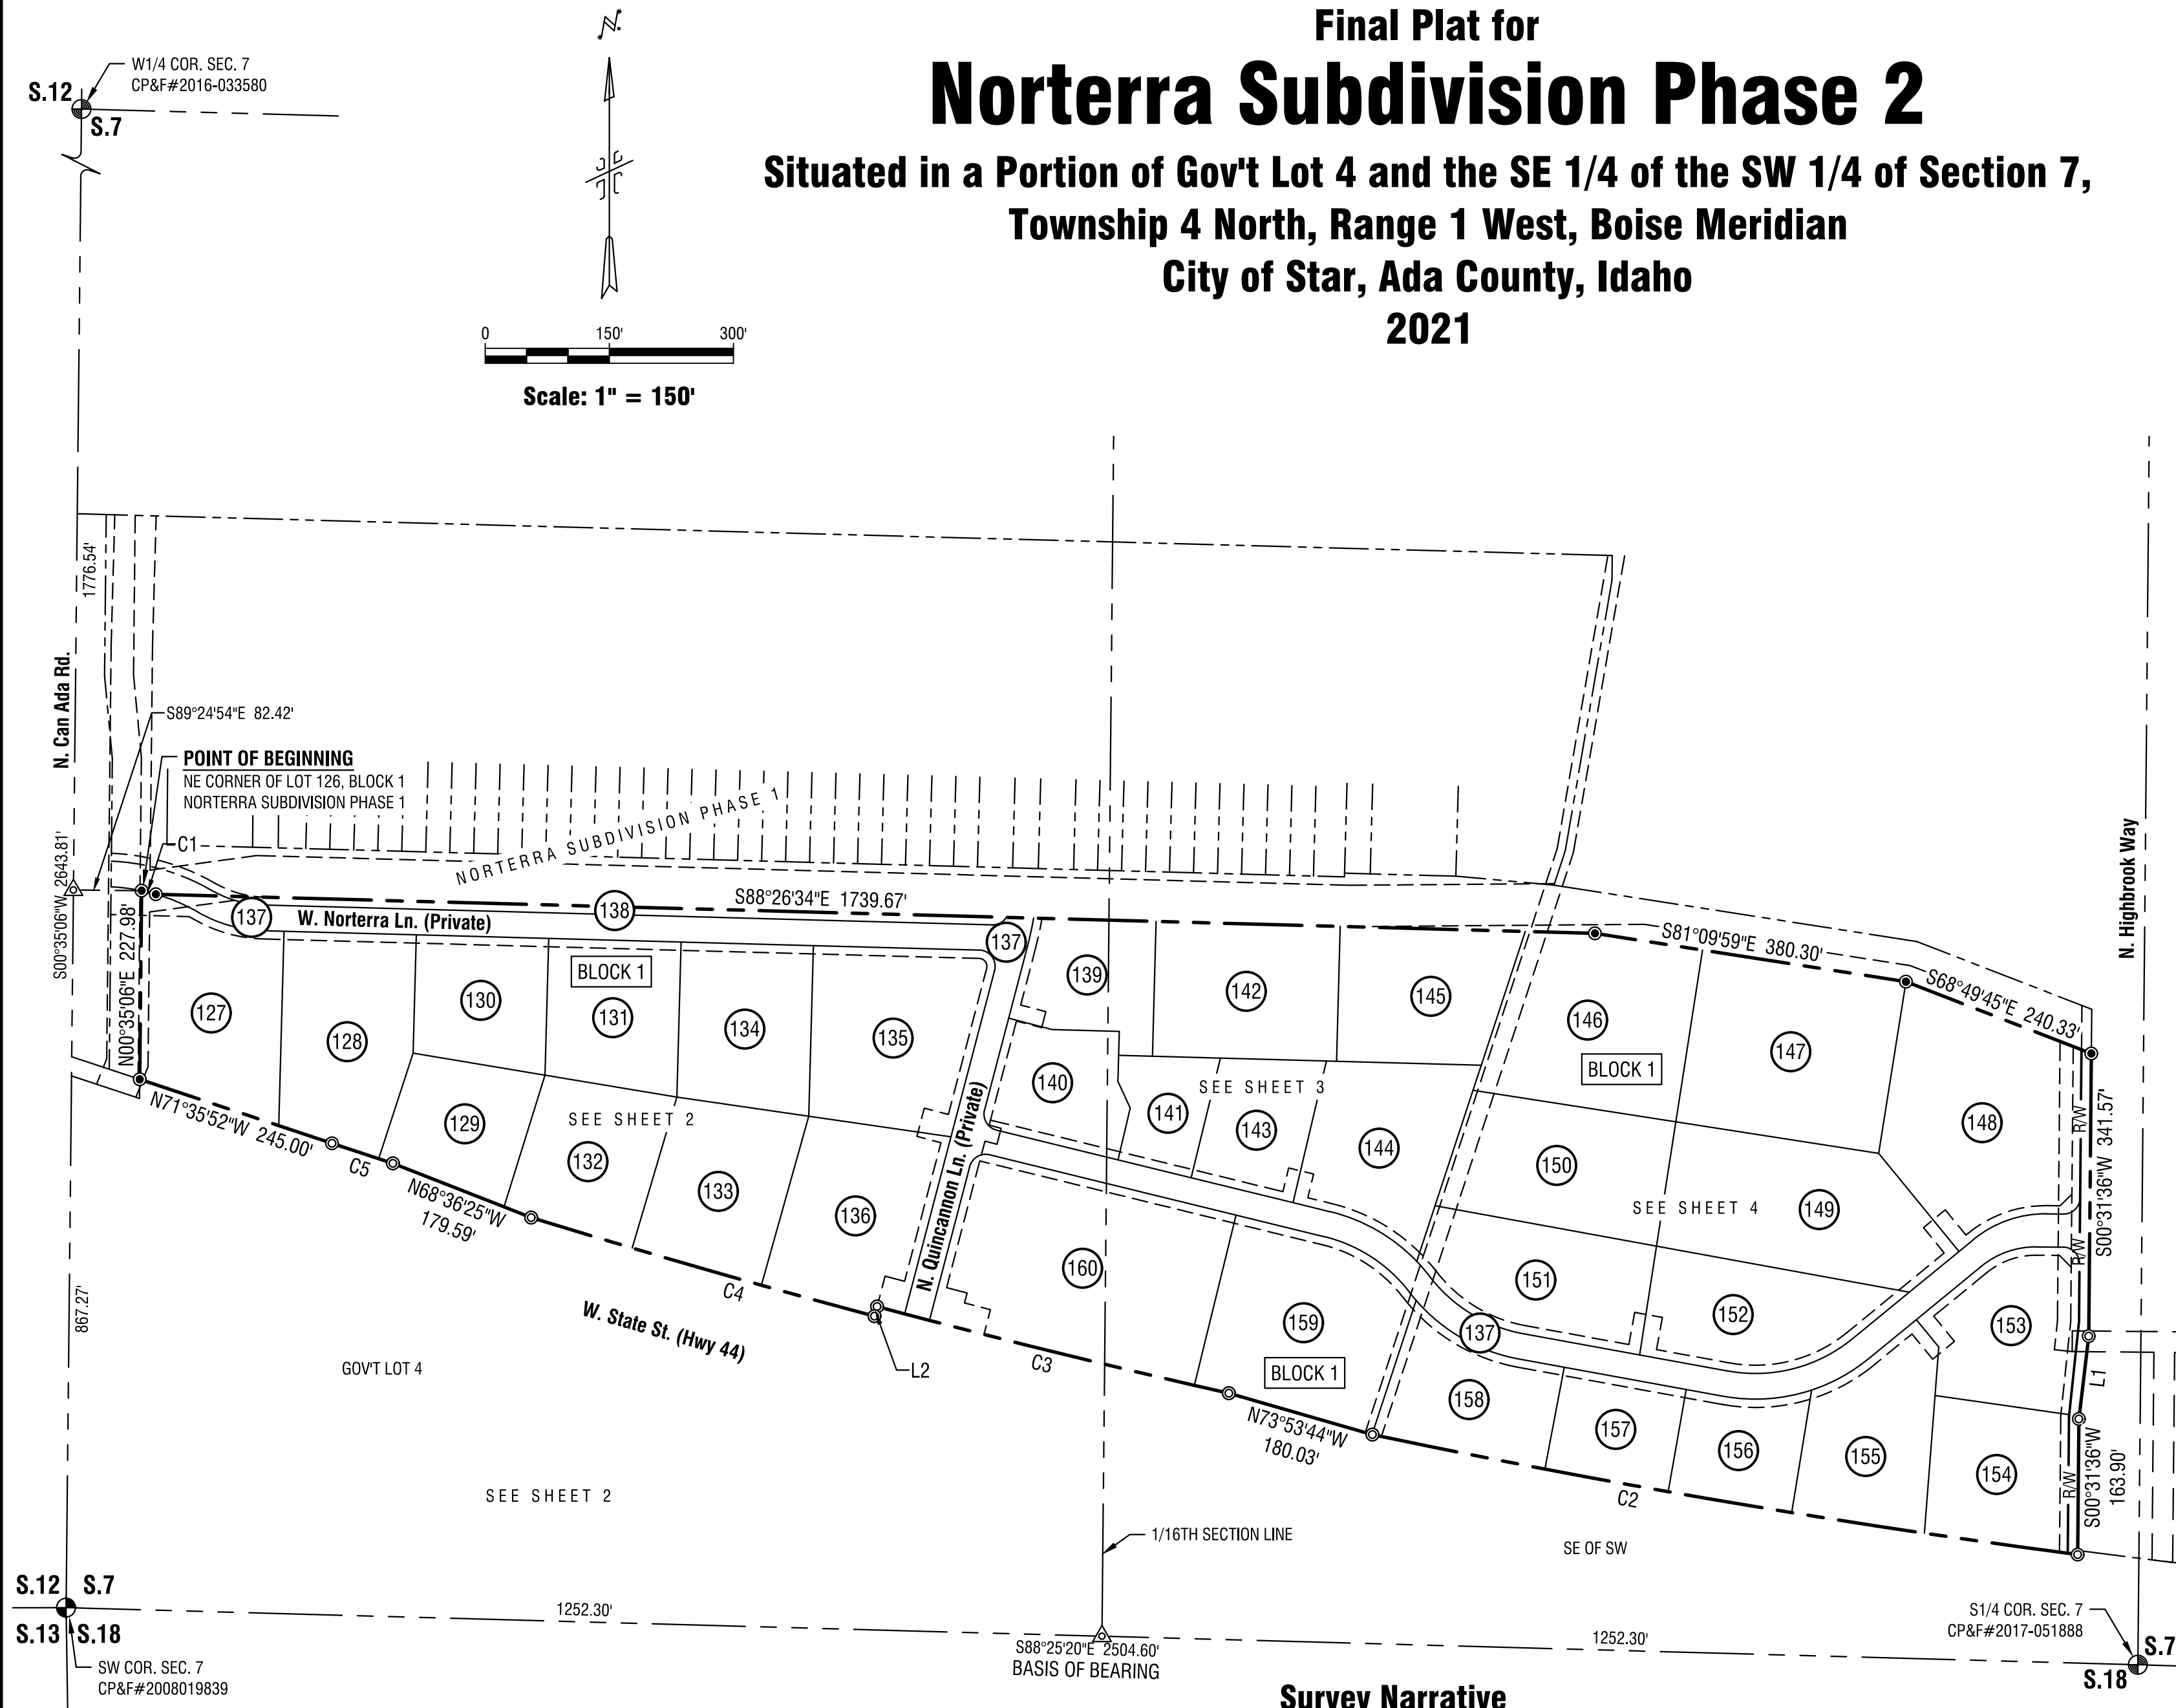 Final Plat for
Norterra Subdivision Phase 2
Situated in a Portion of Gov't Lot 4 and the SE 1/4 of the SW 1/4 of Section 7,
Township 4 North, Range 1 West, Boise Meridian
City of Star, Ada County, Idaho
2021
N.
W1/4 COR. SEC. 7
CP&F#2016-033580
S.12
S.7
0 150' 300'
Scale: 1" = 150'
1776.54'
N. Can Ada Rd.
S00°35'06"W 2643.81'
S89°24'54"E 82.42'
POINT OF BEGINNING
NE CORNER OF LOT 126, BLOCK 1
NORTERRA SUBDIVISION PHASE 1
C1
NORTERRA SUBDIVISION PHASE 1
S88°26'34"E 1739.67'
138
137
W. Norterra Ln. (Private)
137
N00°35'06"E 227.98'
S81°09'59"E 380.30'
S68°49'45"E 240.33'
N. Highbrook Way
BLOCK 1
127
128
130
131
134
135
139
142
145
146
BLOCK 1
147
148
129
SEE SHEET 2
132
133
136
140
141
SEE SHEET 3
143
144
150
SEE SHEET 4
149
R/W
S00°31'36"W 341.57'
R/W
N71°35'52"W 245.00'
C5
N68°36'25"W
179.59'
C4
W. State St. (Hwy 44)
N. Quincannon Ln. (Private)
160
159
BLOCK 1
151
152
137
153
L1
L2
C3
N73°53'44"W
180.03'
158
157
156
155
154
C2
R/W
S00°31'36"W
163.90'
867.27'
GOV'T LOT 4
SEE SHEET 2
1/16TH SECTION LINE
SE OF SW
S.12 S.7
S.13 S.18
SW COR. SEC. 7
CP&F#2008019839
1252.30'
S88°25'20"E 2504.60'
BASIS OF BEARING
1252.30'
S1/4 COR. SEC. 7
CP&F#2017-051888
S.7
S.18
Survey Narrative